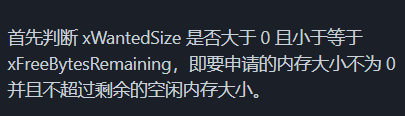 首先判断 xWantedSize 是否大于 0 且小于等于
xFreeBytesRemaining，即要申请的内存大小不为 0
并且不超过剩余的空闲内存大小。